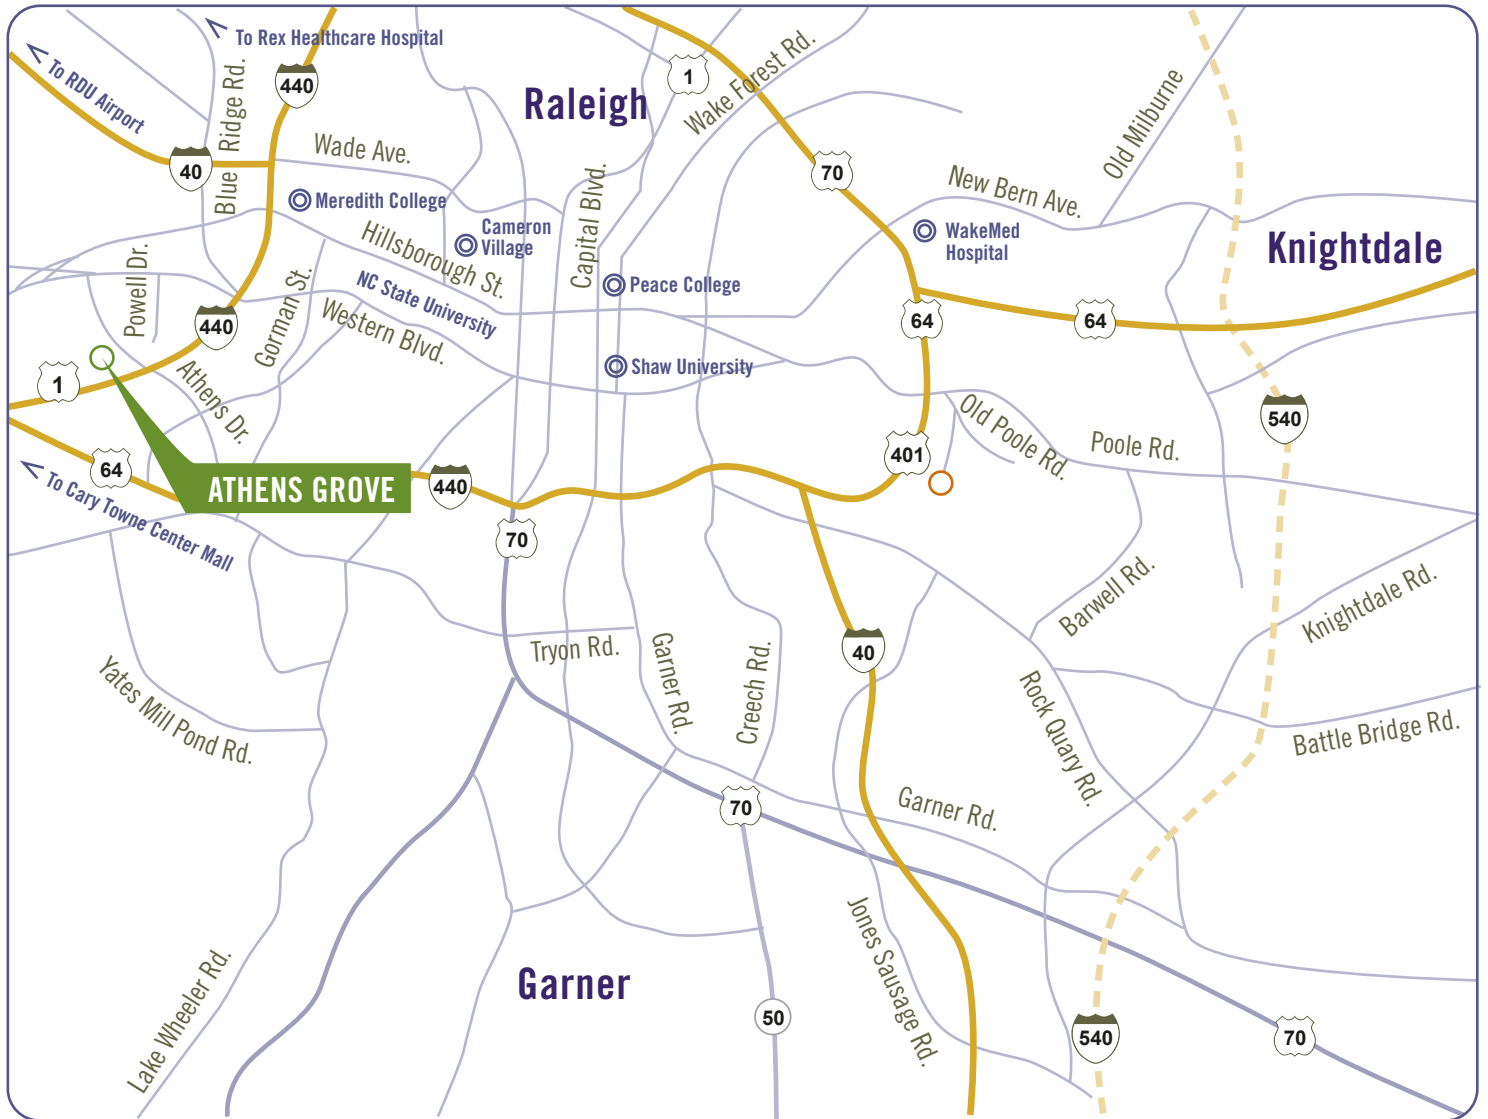 To Rex Healthcare Hospital
To RDU Airport
Blue Ridge Rd.
440
1
Raleigh
Wake Forest Rd.
Old Milburne
Wade Ave.
40
70
New Bern Ave.
Meredith College
Cameron
Village
Capital Blvd.
WakeMed
Hospital
Knightdale
Hillsborough St.
Powell Dr.
Gorman St.
NC State University
Peace College
440
Western Blvd.
64
64
1
Athens Dr.
Shaw University
540
Old Poole Rd.
Poole Rd.
401
64
ATHENS GROVE
440
To Cary Towne Center Mall
70
Barwell Rd.
Knightdale Rd.
Tryon Rd.
Garner Rd.
Creech Rd.
40
Yates Mill Pond Rd.
Rock Quary Rd.
Battle Bridge Rd.
70
Garner Rd.
Jones Sausage Rd.
Garner
Lake Wheeler Rd.
50
540
70